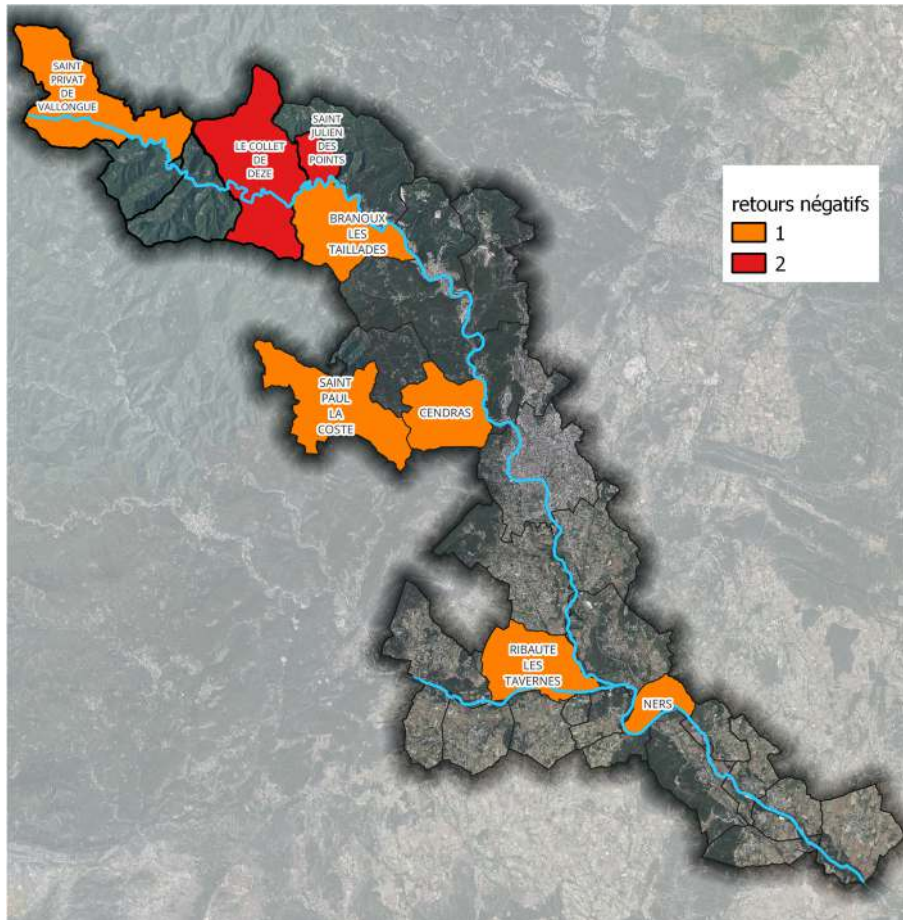 SAINT
PRIVAT
DE
VALLONGUE
LE COLLET
DE
DEZE
SAINT
JULIEN
DES
POINTS
BRANOUX
LES
TAILLADES
retours négatifs
1
2
SAINT
PAUL
LA
COSTE
CENDRAS
RIBAUTE
LES
TAVERNES
NERS